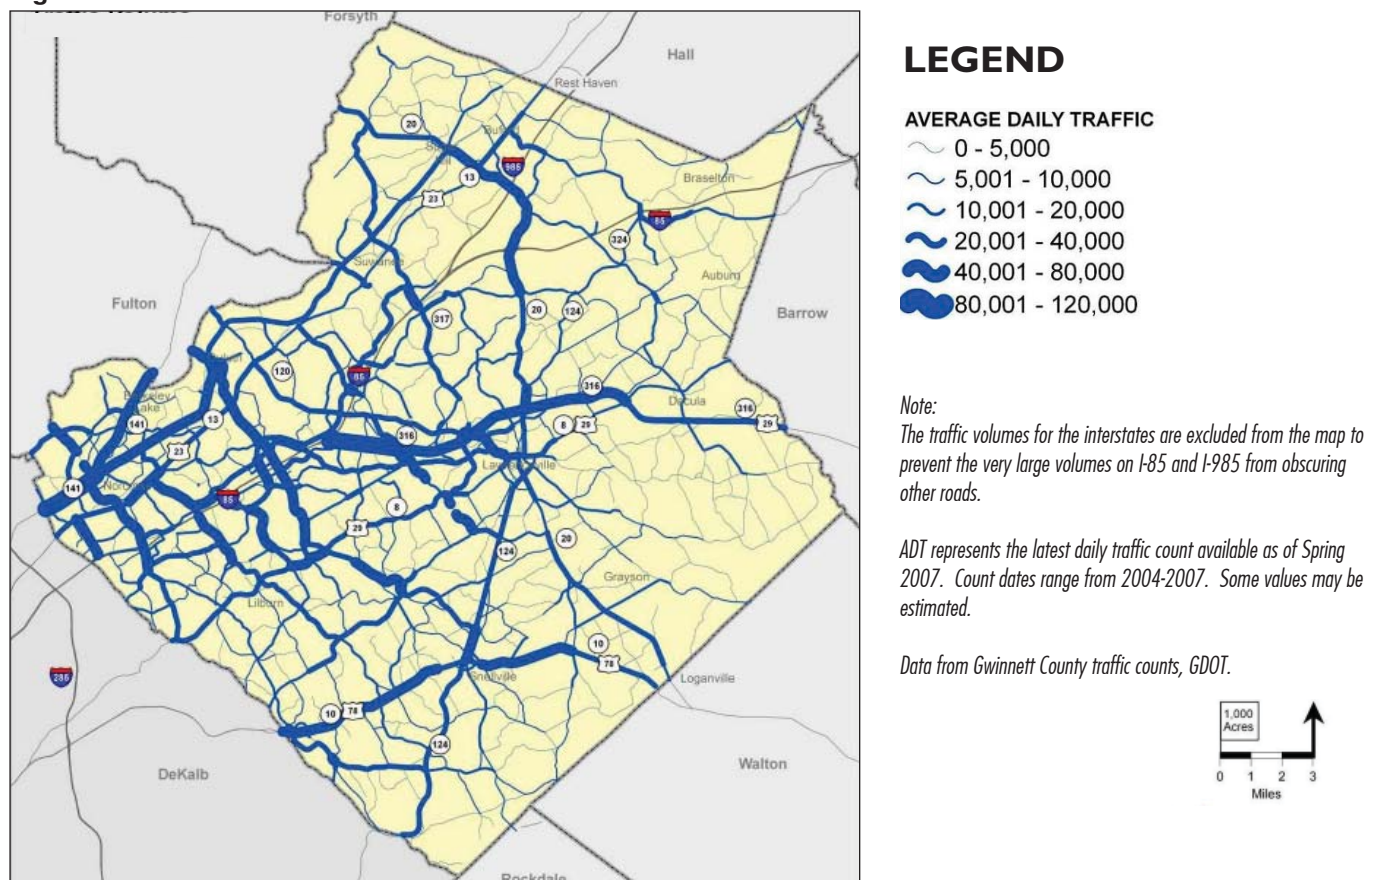 Forsyth
Hall
Rest Haven
20
985
13
23
Braselton
85
324
Suwanee
Auburn
Fulton
20
124
Barrow
317
120
85
316
Dacula
316
29
141
13
8
29
316
23
141
85
8
29
20
124
Grayson
Lilburn
10
78
285
Snellville
Loganville
10
78
124
DeKalb
Walton
Rockdale
LEGEND
AVERAGE DAILY TRAFFIC
0 - 5,000
5,001 - 10,000
10,001 - 20,000
20,001 - 40,000
40,001 - 80,000
80,001 - 120,000
Note:
The traffic volumes for the interstates are excluded from the map to
prevent the very large volumes on I-85 and I-985 from obscuring
other roads.
ADT represents the latest daily traffic count available as of Spring
2007. Count dates range from 2004-2007. Some values may be
estimated.
Data from Gwinnett County traffic counts, GDOT.
1,000
Acres
0 1 2 3
Miles